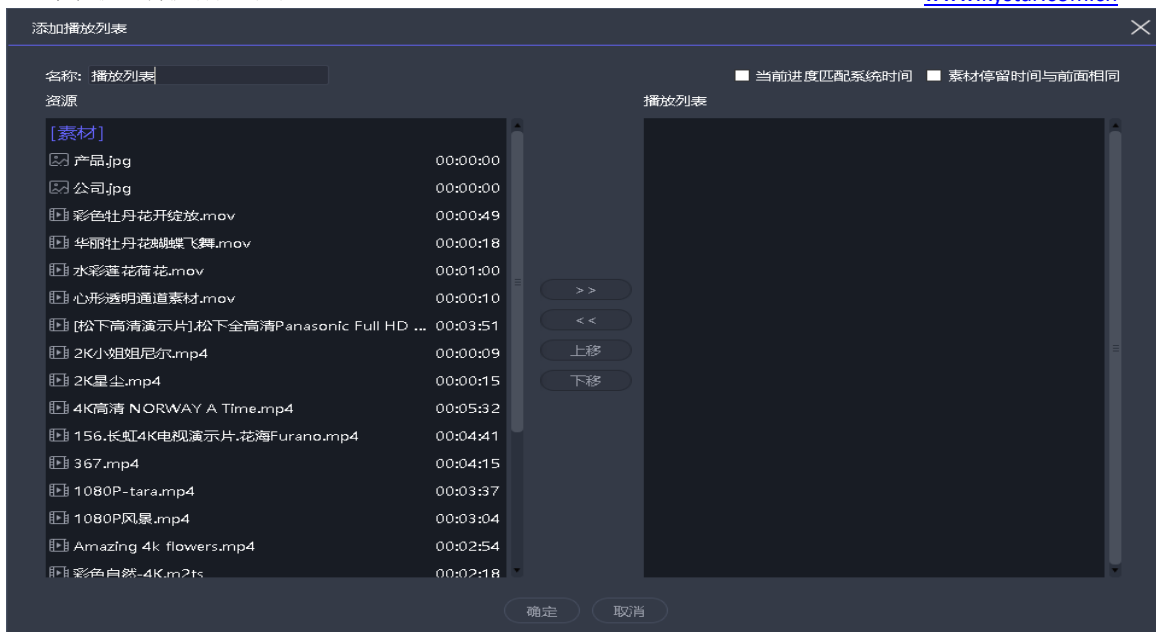 添加播放列表
名称: 播放列表
当前进度匹配系统时间 素材停留时间与前面相同
资源 播放列表
[素材]
产品.jpg 00:00:00
公司.jpg 00:00:00
彩色牡丹花开绽放.mov 00:00:49
华丽牡丹花蝴蝶飞舞.mov 00:00:18
水彩莲花荷花.mov 00:01:00
心形透明通道素材.mov 00:00:10
[松下高清演示片].松下全高清Panasonic Full HD ... 00:03:51
2K小姐姐尼尔.mp4 00:00:09
2K星尘.mp4 00:00:15
4K高清 NORWAY A Time.mp4 00:05:32
156.长虹4K电视演示片.花海Furano.mp4 00:04:41
367.mp4 00:04:15
1080P-tara.mp4 00:03:37
1080P风景.mp4 00:03:04
Amazing 4k flowers.mp4 00:02:54
彩色自然-4K.m2ts 00:02:18
>>
<<
上移
下移
确定 取消